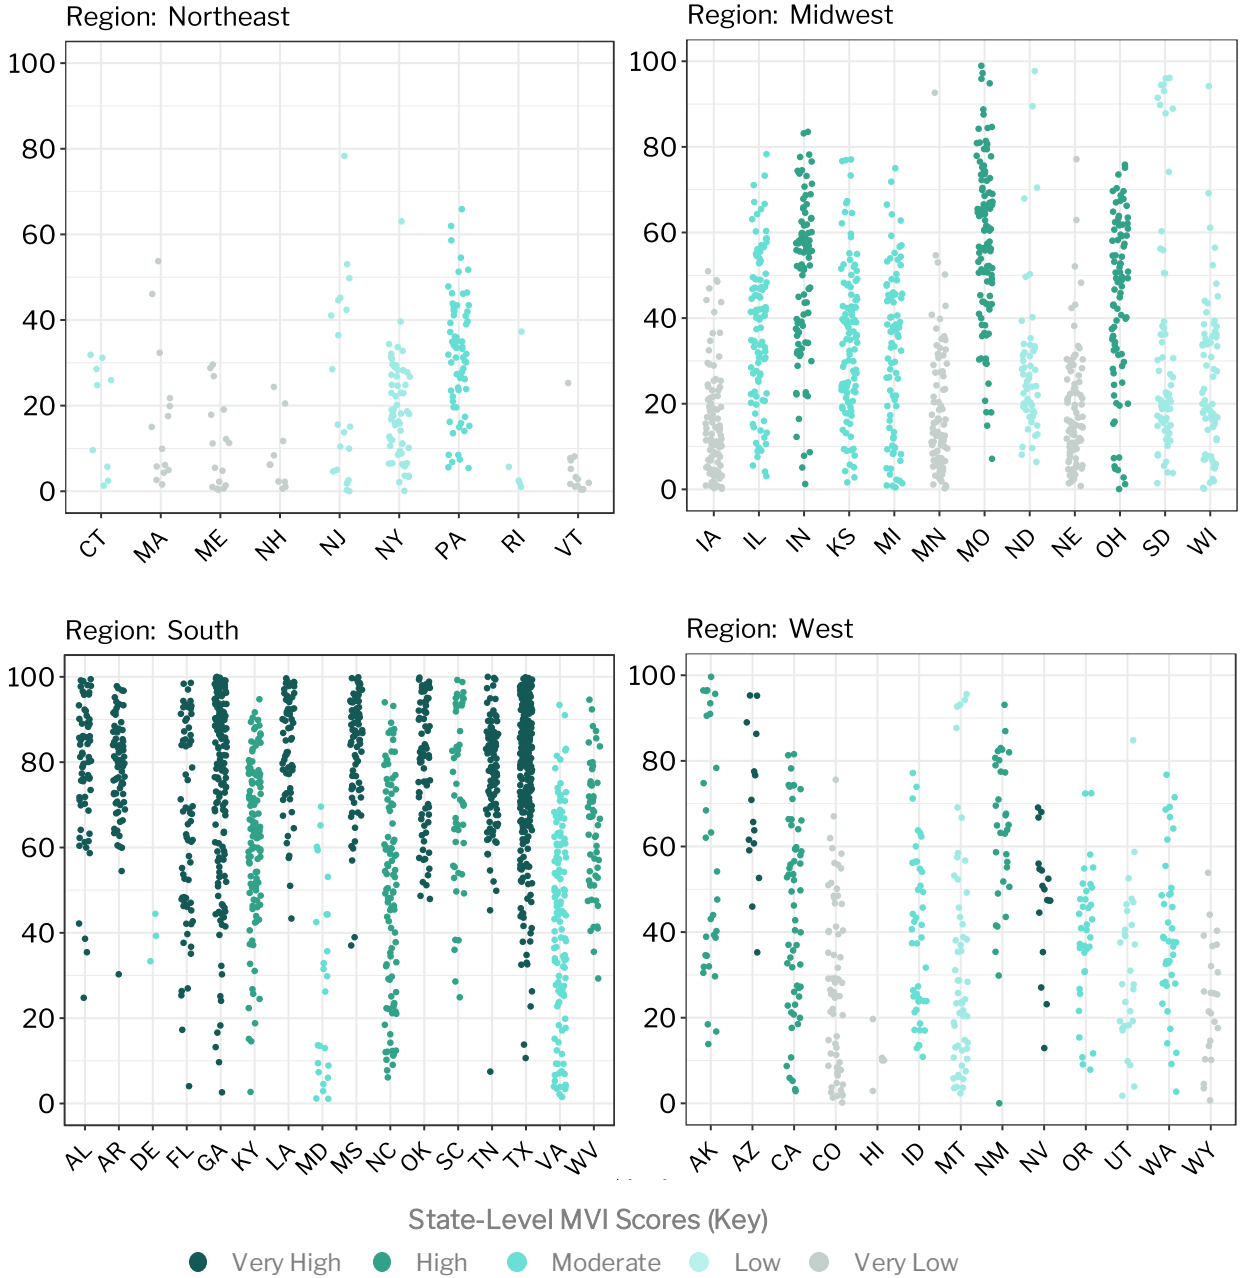 Region: Northeast
100
80
60
40
20
0
CT MA ME NH NJ NY PA RI VT
Region: Midwest
100
80
60
40
20
0
IA IL IN KS MI MN MO ND NE OH SD WI
Region: South
100
80
60
40
20
0
AL AR DE FL GA KY LA MD MS NC OK SC TN TX VA WV
Region: West
100
80
60
40
20
0
AK AZ CA CO HI ID MT NM NV OR UT WA WY
State-Level MVI Scores (Key)
Very High High Moderate Low Very Low